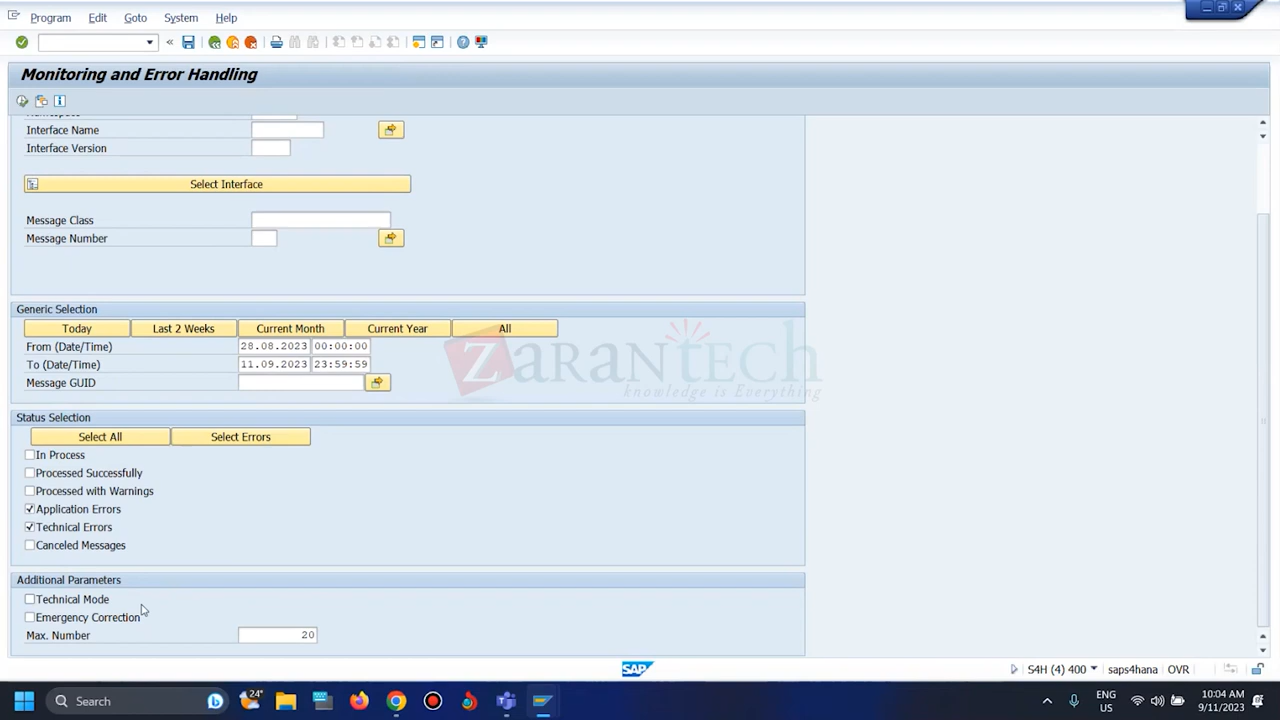 Program Edit Goto System Help
Monitoring and Error Handling
Interface Name
Interface Version
Select Interface
Message Class
Message Number
Generic Selection
Today Last 2 Weeks Current Month Current Year All
From (Date/Time) 28.08.2023 00:00:00
To (Date/Time) 11.09.2023 23:59:59
Message GUID
ZaranTech
knowledge is Everything
Status Selection
Select All Select Errors
In Process
Processed Successfully
Processed with Warnings
Application Errors
Technical Errors
Canceled Messages
Additional Parameters
Technical Mode
Emergency Correction
Max. Number 20
SAP S4H (4) 400 saps4hana OVR
Search 24° ENG US 10:04 AM 9/11/2023